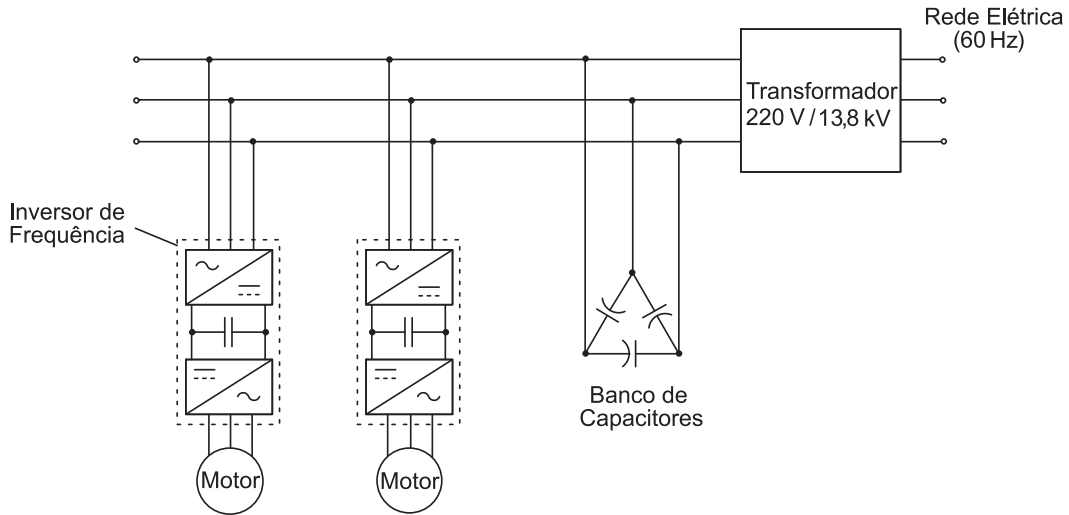 Rede Elétrica
(60 Hz)
Transformador
220 V / 13,8 kV
Inversor de
Frequência
Banco de
Capacitores
Motor
Motor